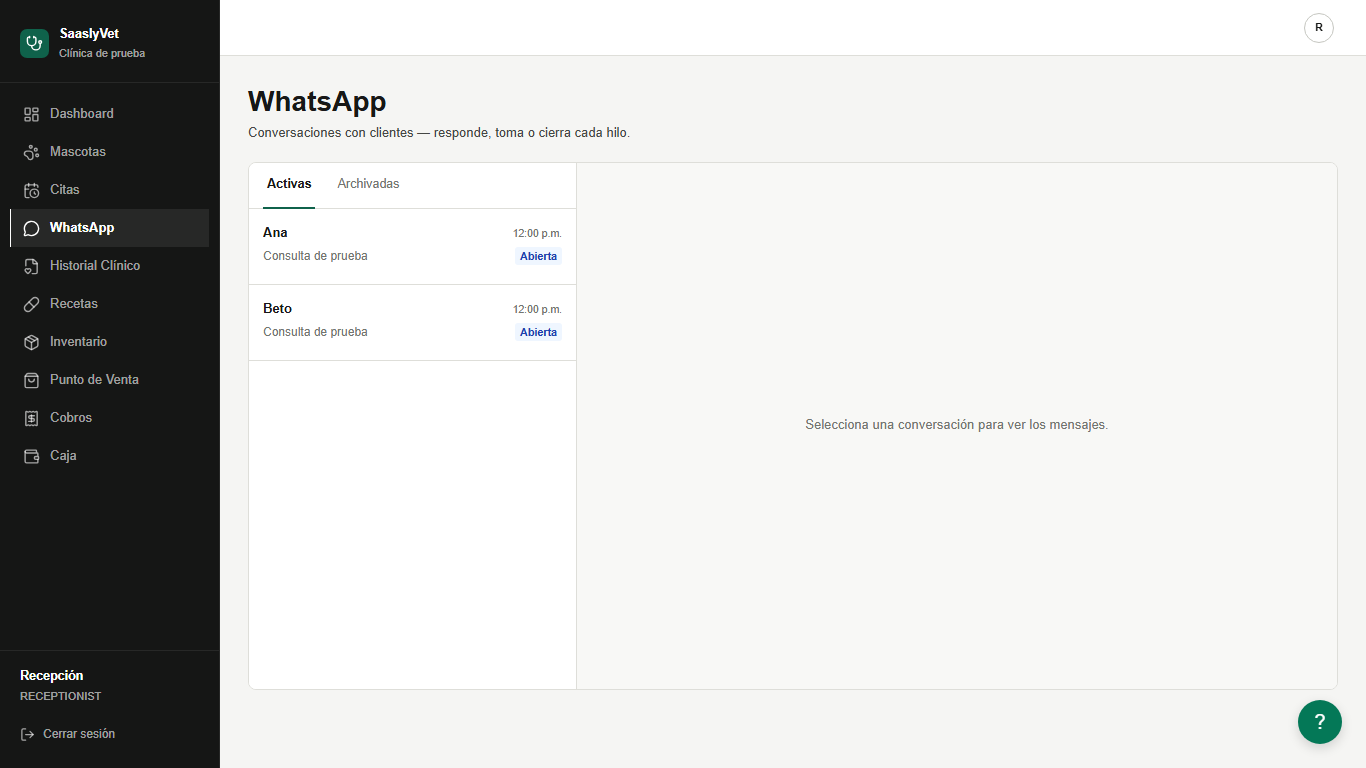 SaaslyVet
Clínica de prueba
Dashboard
Mascotas
Citas
WhatsApp
Historial Clínico
Recetas
Inventario
Punto de Venta
Cobros
Caja
Recepción
RECEPTIONIST
Cerrar sesión
R
WhatsApp
Conversaciones con clientes — responde, toma o cierra cada hilo.
Activas Archivadas
Ana 12:00 p.m.
Consulta de prueba Abierta
Beto 12:00 p.m.
Consulta de prueba Abierta
Selecciona una conversación para ver los mensajes.
?